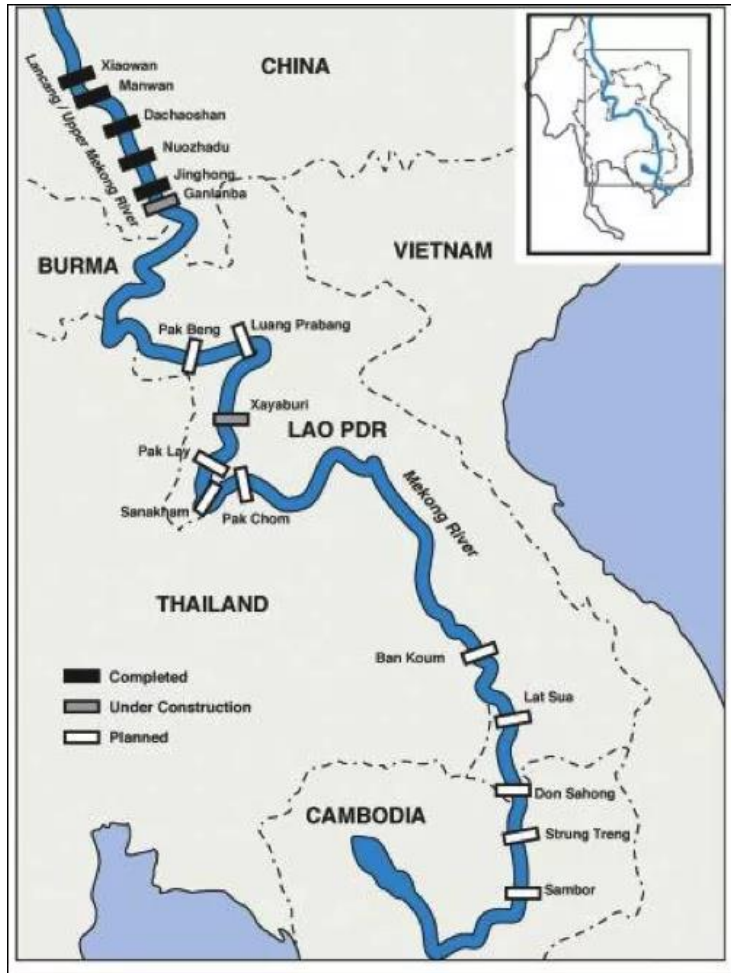 Xiaowan
CHINA
Manwan
Lancang / Upper Mekong River
Dachaoshan
Nuozhadu
Jinghong
Ganlanba
VIETNAM
BURMA
Pak Beng
Luang Prabang
Xayaburi
LAO PDR
Pak Lay
Mekong River
Sanakham
Pak Chom
THAILAND
Ban Koum
Completed
Lat Sua
Under Construction
Planned
Don Sahong
CAMBODIA
Strung Treng
Sambor